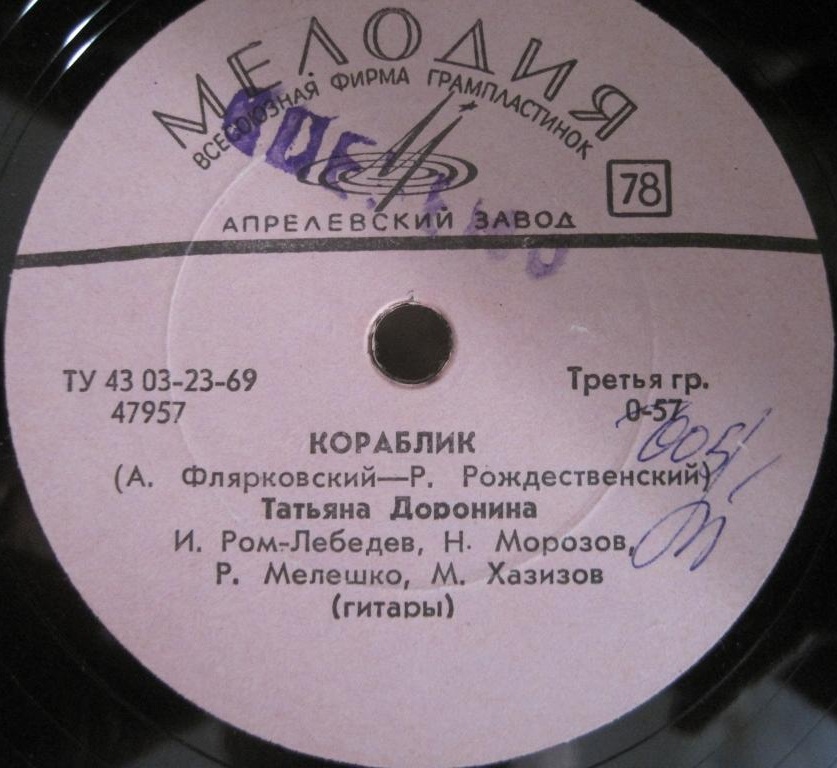 МЕЛОДИЯ
ВСЕСОЮЗНАЯ ФИРМА ГРАМПЛАСТИНОК
78
АПРЕЛЕВСКИЙ ЗАВОД
ТУ 43 03-23-69
Третья гр.
47957
0-57
КОРАБЛИК
(А. Флярковский—Р. Рождественский)
Татьяна Доронина
И. Ром-Лебедев, Н. Морозов,
Р. Мелешко, М. Хазизов
(гитары)